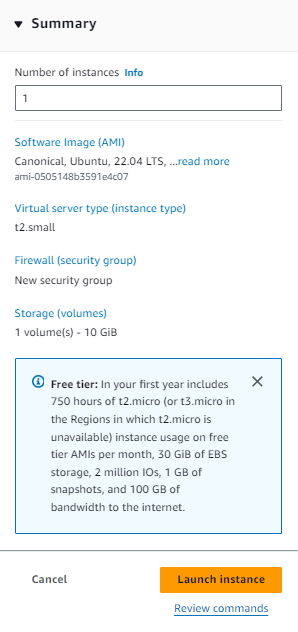 Summary
Number of instances Info
1
Software Image (AMI)
Canonical, Ubuntu, 22.04 LTS, ...read more
ami-0505148b3591e4c07
Virtual server type (instance type)
t2.small
Firewall (security group)
New security group
Storage (volumes)
1 volume(s) - 10 GiB
Free tier: In your first year includes
750 hours of t2.micro (or t3.micro in
the Regions in which t2.micro is
unavailable) instance usage on free
tier AMIs per month, 30 GiB of EBS
storage, 2 million IOs, 1 GB of
snapshots, and 100 GB of
bandwidth to the internet.
Cancel
Launch instance
Review commands